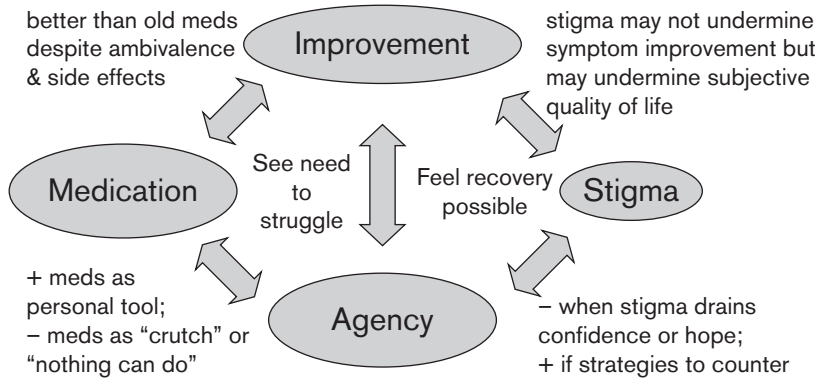 better than old meds
despite ambivalence
& side effects
Improvement
stigma may not undermine
symptom improvement but
may undermine subjective
quality of life
Medication
See need
to
struggle
Feel recovery
possible
Stigma
+ meds as
personal tool;
– meds as “crutch” or
“nothing can do”
Agency
– when stigma drains
confidence or hope;
+ if strategies to counter